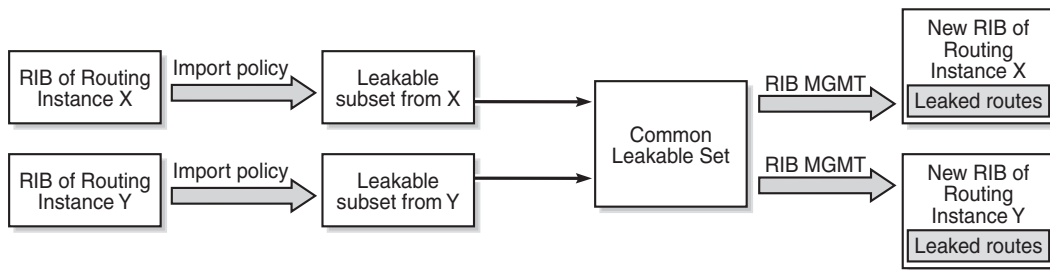 RIB of Routing
Instance X
Import policy
Leakable
subset from X
Common
Leakable Set
RIB MGMT
New RIB of
Routing
Instance X
Leaked routes
RIB of Routing
Instance Y
Import policy
Leakable
subset from Y
RIB MGMT
New RIB of
Routing
Instance Y
Leaked routes